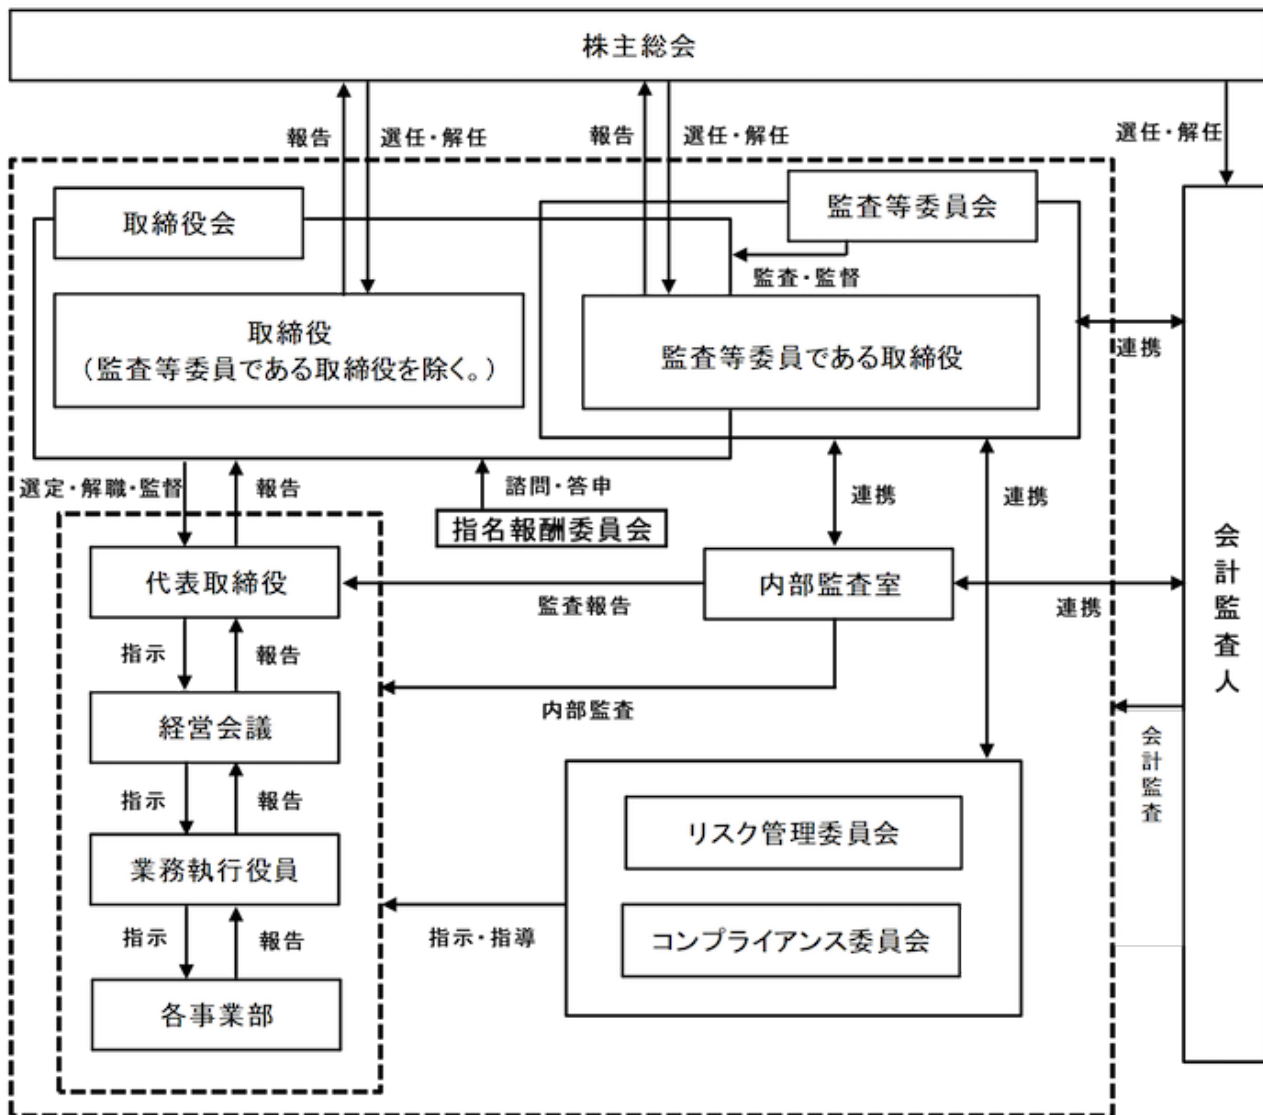 株主総会
報告
選任・解任
報告
選任・解任
選任・解任
取締役会
監査等委員会
監査・監督
取締役
（監査等委員である取締役を除く。）
監査等委員である取締役
連携
選定・解職・監督
報告
諮問・答申
連携
連携
指名報酬委員会
代表取締役
監査報告
内部監査室
連携
会計監査人
指示
報告
内部監査
経営会議
会計監査
指示
報告
リスク管理委員会
業務執行役員
指示
報告
指示・指導
コンプライアンス委員会
各事業部